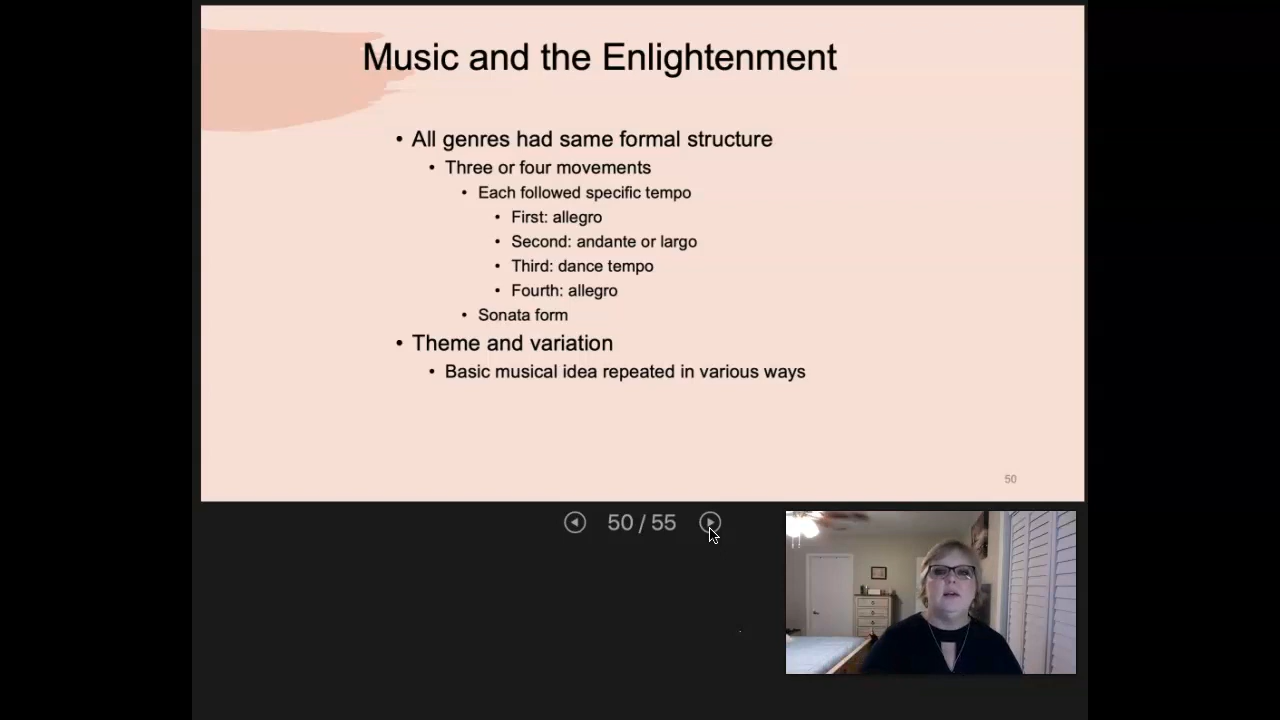 Music and the Enlightenment
• All genres had same formal structure
• Three or four movements
• Each followed specific tempo
• First: allegro
• Second: andante or largo
• Third: dance tempo
• Fourth: allegro
• Sonata form
• Theme and variation
• Basic musical idea repeated in various ways
50
50 / 55